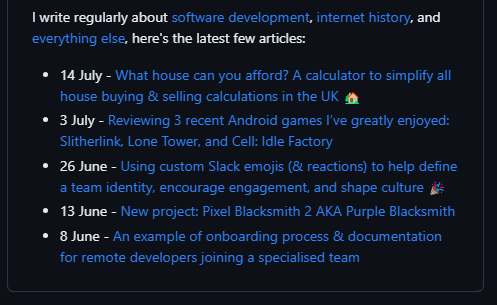 I write regularly about software development, internet history, and
everything else, here's the latest few articles:
14 July - What house can you afford? A calculator to simplify all
house buying & selling calculations in the UK 🏠
3 July - Reviewing 3 recent Android games I've greatly enjoyed:
Slitherlink, Lone Tower, and Cell: Idle Factory
26 June - Using custom Slack emojis (& reactions) to help define
a team identity, encourage engagement, and shape culture 🎉
13 June - New project: Pixel Blacksmith 2 AKA Purple Blacksmith
8 June - An example of onboarding process & documentation
for remote developers joining a specialised team